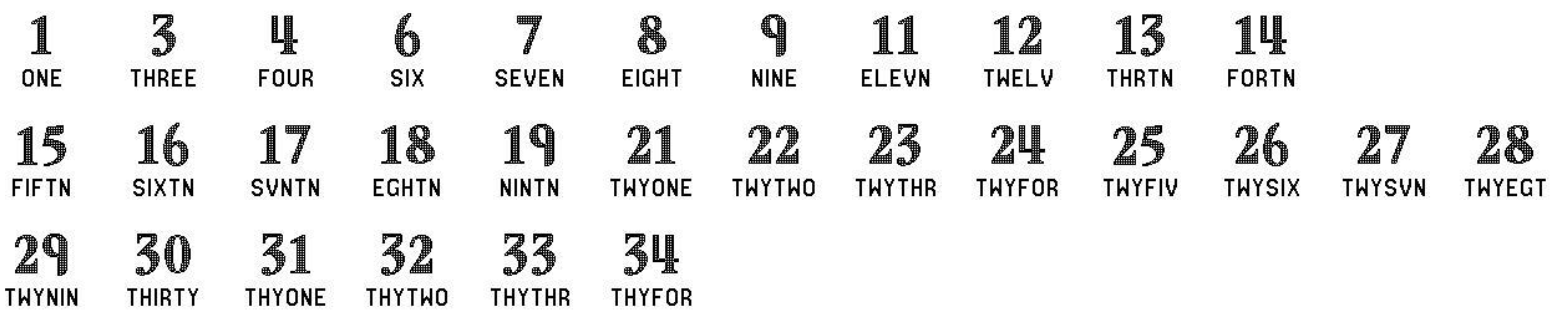 1 3 4 6 7 8 9 11 12 13 14
ONE THREE FOUR SIX SEVEN EIGHT NINE ELEVN TWELV THRTN FORTN
15 16 17 18 19 21 22 23 24 25 26 27 28
FIFTN SIXTN SVNTN EGHTN NINTN TWYONE TWYTWO TWYTHR TWYFOR TWYFIV TWYSIX TWYSVN TWYEGT
29 30 31 32 33 34
TWYNIN THIRTY THYONE THYTWO THYTHR THYFOR